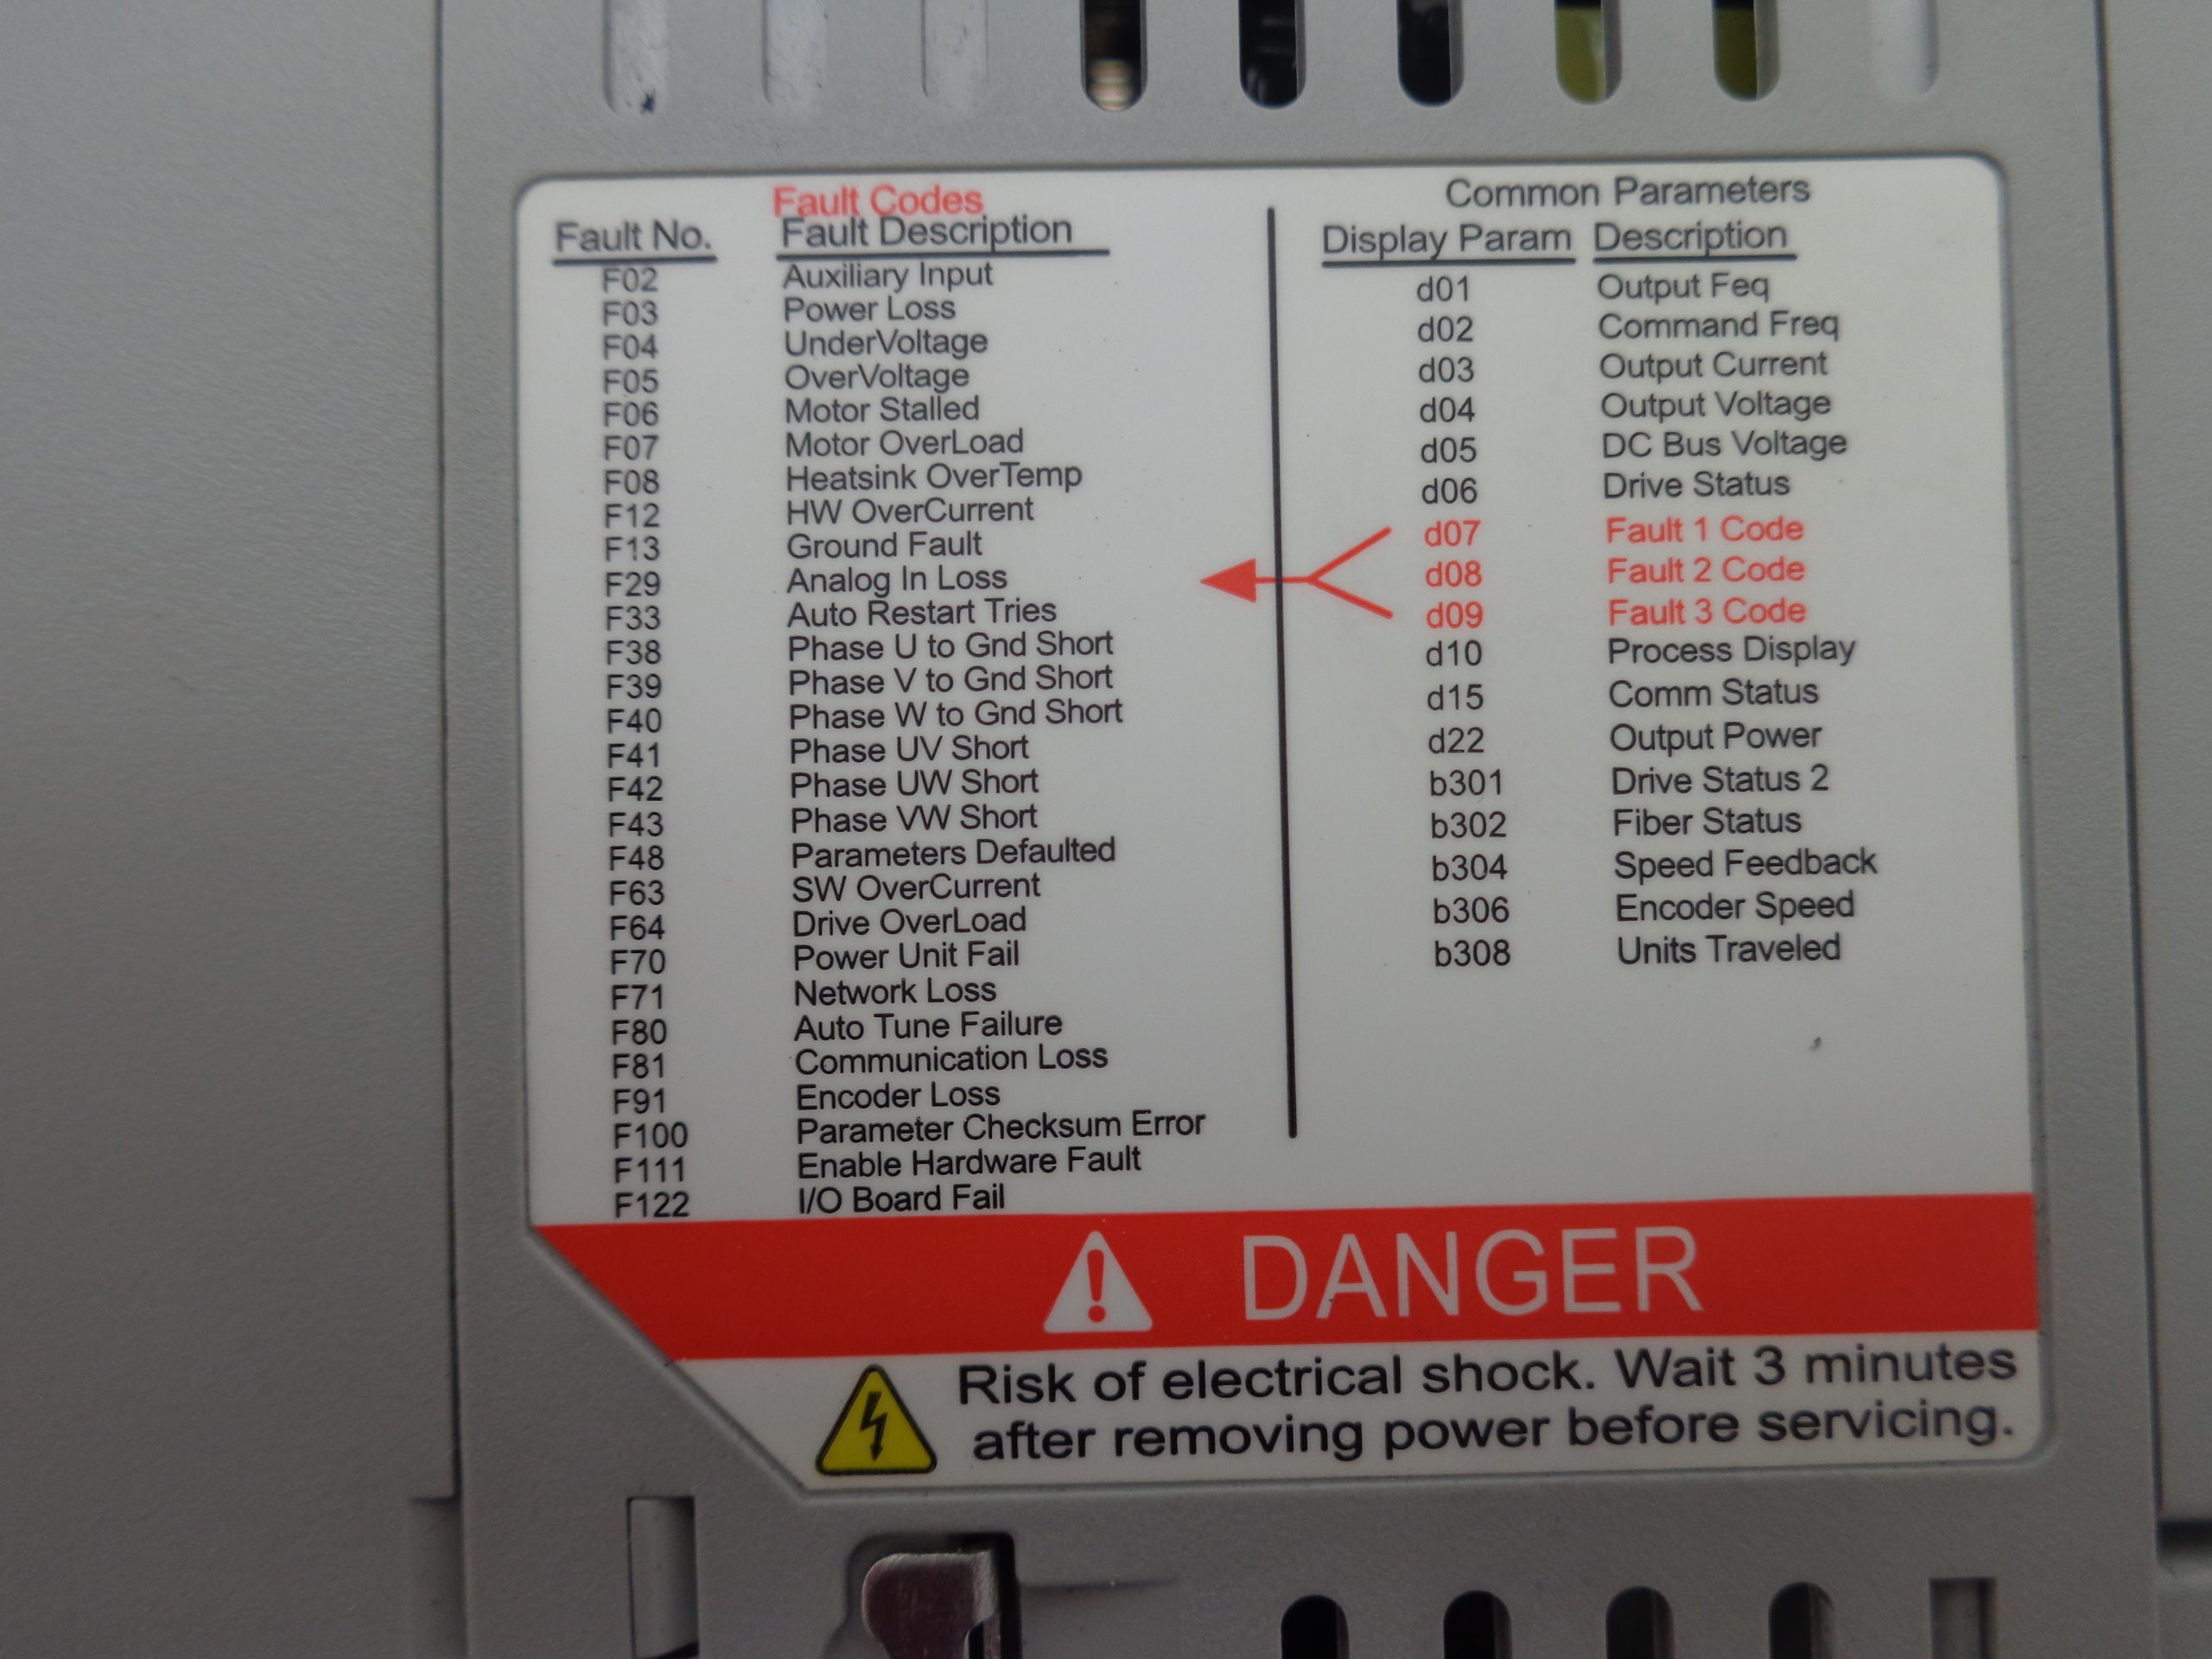 Fault Codes
Fault No. Fault Description
F02 Auxiliary Input
F03 Power Loss
F04 UnderVoltage
F05 OverVoltage
F06 Motor Stalled
F07 Motor OverLoad
F08 Heatsink OverTemp
F12 HW OverCurrent
F13 Ground Fault
F29 Analog In Loss
F33 Auto Restart Tries
F38 Phase U to Gnd Short
F39 Phase V to Gnd Short
F40 Phase W to Gnd Short
F41 Phase UV Short
F42 Phase UW Short
F43 Phase VW Short
F48 Parameters Defaulted
F63 SW OverCurrent
F64 Drive OverLoad
F70 Power Unit Fail
F71 Network Loss
F80 Auto Tune Failure
F81 Communication Loss
F91 Encoder Loss
F100 Parameter Checksum Error
F111 Enable Hardware Fault
F122 I/O Board Fail
Common Parameters
Display Param Description
d01 Output Feq
d02 Command Freq
d03 Output Current
d04 Output Voltage
d05 DC Bus Voltage
d06 Drive Status
d07 Fault 1 Code
d08 Fault 2 Code
d09 Fault 3 Code
d10 Process Display
d15 Comm Status
d22 Output Power
b301 Drive Status 2
b302 Fiber Status
b304 Speed Feedback
b306 Encoder Speed
b308 Units Traveled
DANGER
Risk of electrical shock. Wait 3 minutes
after removing power before servicing.